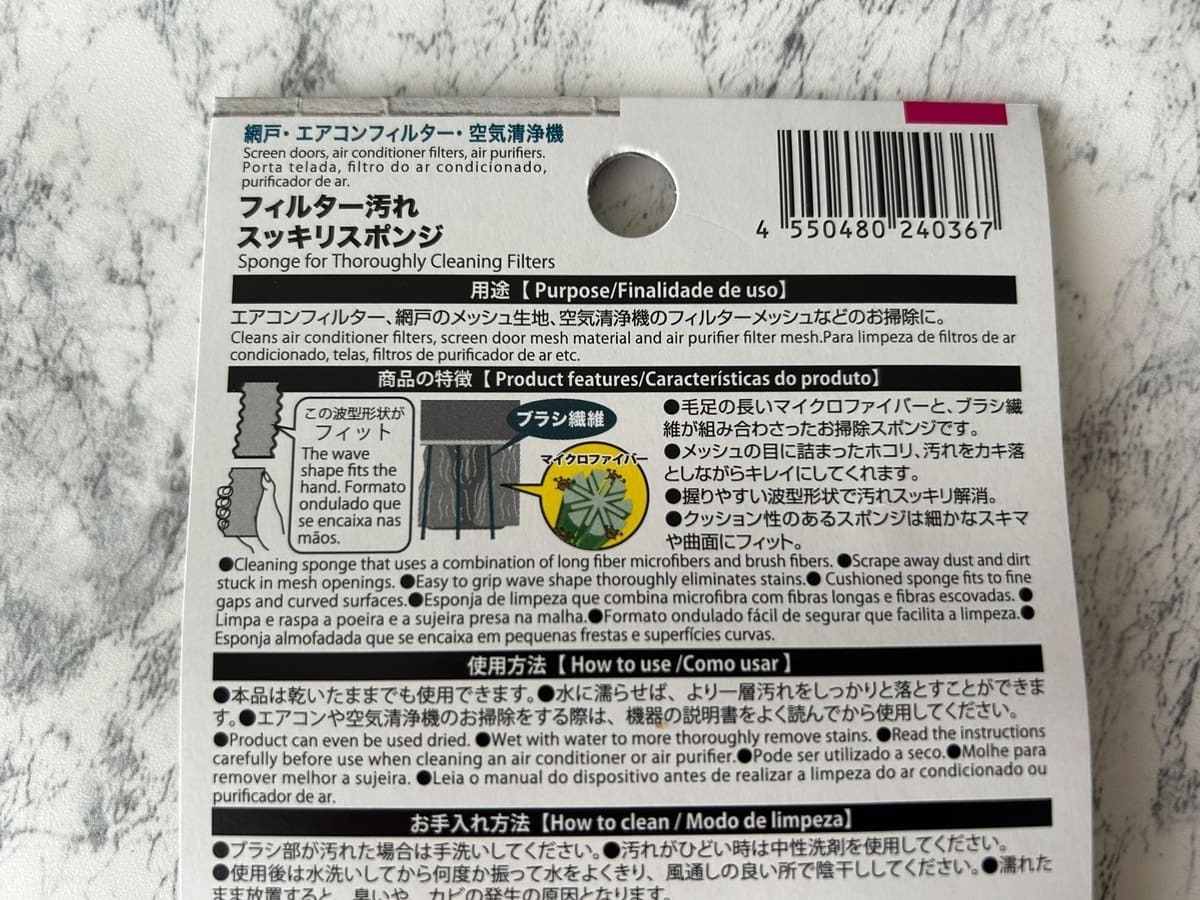 網戸・エアコンフィルター・空気清浄機
Screen doors, air conditioner filters, air purifiers.
Porta telada, filtro do ar condicionado,
purificador de ar.
フィルター汚れ
スッキリスポンジ
Sponge for Thoroughly Cleaning Filters
4 550480 240367
用途【 Purpose/Finalidade de uso】
エアコンフィルター、網戸のメッシュ生地、空気清浄機のフィルターメッシュなどのお掃除に。
Cleans air conditioner filters, screen door mesh material and air purifier filter mesh.Para limpeza de filtros de ar
condicionado, telas, filtros de purificador de ar etc.
商品の特徴【 Product features/Características do produto】
この波型形状が
フィット
The wave
shape fits the
hand. Formato
ondulado que
se encaixa nas
mãos.
ブラシ繊維
マイクロファイバー
●毛足の長いマイクロファイバーと、ブラシ繊
維が組み合わさったお掃除スポンジです。
●メッシュの目に詰まったホコリ、汚れをカキ落
としながらキレイにしてくれます。
●握りやすい波型形状で汚れスッキリ解消。
●クッション性のあるスポンジは細かなスキマ
や曲面にフィット。
●Cleaning sponge that uses a combination of long fiber microfibers and brush fibers. ●Scrape away dust and dirt
stuck in mesh openings. ●Easy to grip wave shape thoroughly eliminates stains.● Cushioned sponge fits to fine
gaps and curved surfaces.●Esponja de limpeza que combina microfibra com fibras longas e fibras escovadas. ●
Limpa e raspa a poeira e a sujeira presa na malha.●Formato ondulado fácil de segurar que facilita a limpeza.●
Esponja almofadada que se encaixa em pequenas frestas e superfícies curvas.
使用方法【 How to use /Como usar 】
●本品は乾いたままでも使用できます。●水に濡らせば、より一層汚れをしっかりと落とすことができま
す。●エアコンや空気清浄機のお掃除をする際は、機器の説明書をよく読んでから使用してください。
●Product can even be used dried. ●Wet with water to more thoroughly remove stains. ●Read the instructions
carefully before use when cleaning an air conditioner or air purifier.●Pode ser utilizado a seco.●Molhe para
remover melhor a sujeira. ●Leia o manual do dispositivo antes de realizar a limpeza do ar condicionado ou
purificador de ar.
お手入れ方法【How to clean / Modo de limpeza】
●ブラシ部が汚れた場合は手洗いしてください。●汚れがひどい時は中性洗剤を使用してください。
●使用後は水洗いしてから何度か振って水をよくきり、風通しの良い所で陰干ししてください。●濡れた
まま放置すると、臭いや、カビの発生の原因となります。